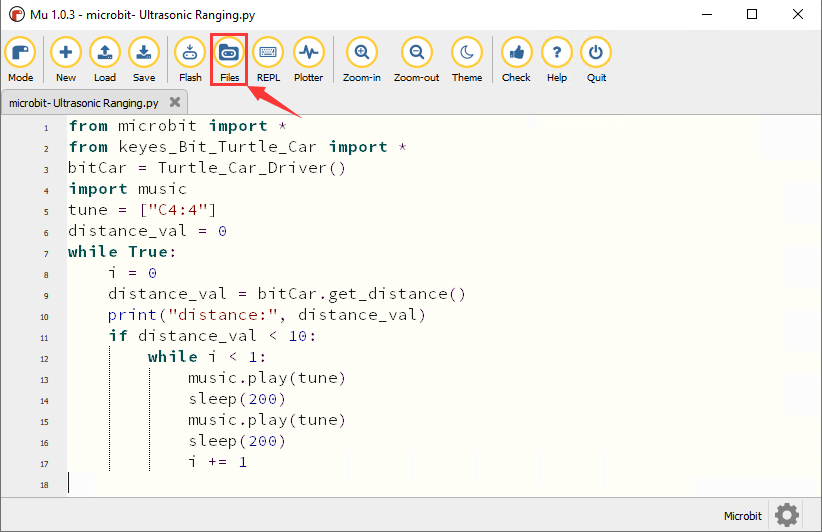 Mu 1.0.3 - microbit- Ultrasonic Ranging.py
Mode New Load Save Flash Files REPL Plotter Zoom-in Zoom-out Theme Check Help Quit
microbit- Ultrasonic Ranging.py
1 from microbit import *
2 from keyes_Bit_Turtle_Car import *
3 bitCar = Turtle_Car_Driver()
4 import music
5 tune = ["C4:4"]
6 distance_val = 0
7 while True:
8 i = 0
9 distance_val = bitCar.get_distance()
10 print("distance:", distance_val)
11 if distance_val < 10:
12 while i < 1:
13 music.play(tune)
14 sleep(200)
15 music.play(tune)
16 sleep(200)
17 i += 1
18
Microbit